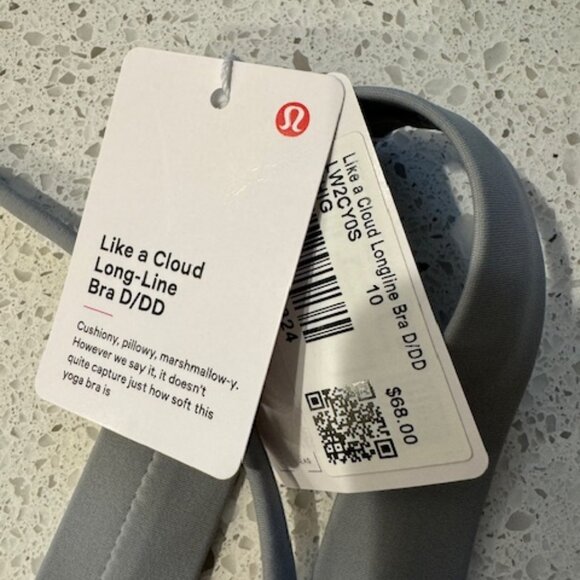 Like a Cloud
Long-Line
Bra D/DD
Cushiony, pillowy, marshmallow-y.
However we say it, it doesn't
quite capture just how soft this
yoga bra is
Like a Cloud Longline Bra D/DD
LW2CY0S
10
$68.00